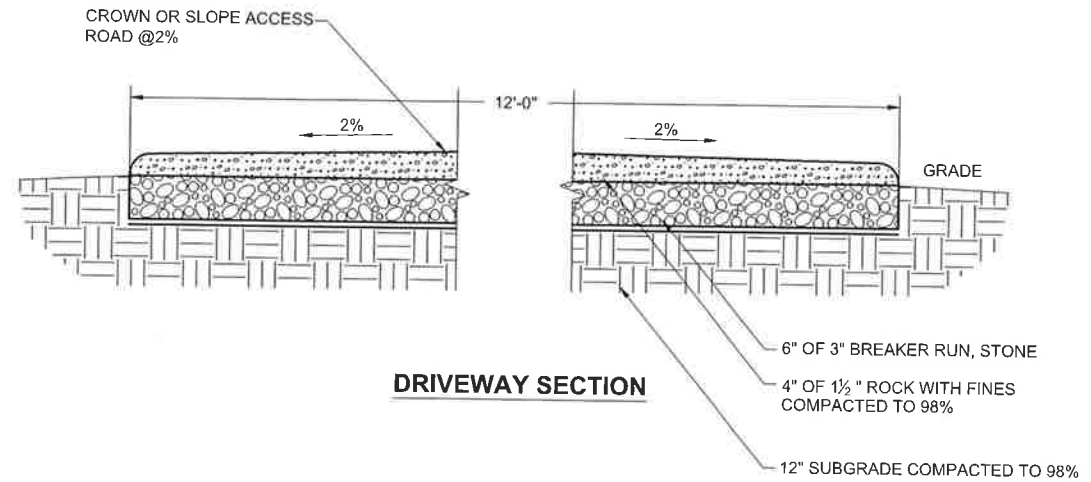 CROWN OR SLOPE ACCESS
ROAD @2%
12'-0"
2%
2%
GRADE
6" OF 3" BREAKER RUN, STONE
4" OF 1½ " ROCK WITH FINES
COMPACTED TO 98%
DRIVEWAY SECTION
12" SUBGRADE COMPACTED TO 98%